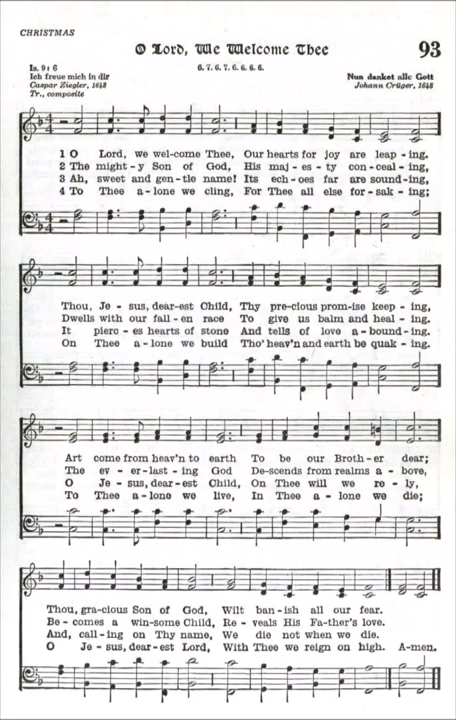 CHRISTMAS
O Lord, We Welcome Thee 93
6. 7. 6. 7. 6. 6. 6. 6.
Is. 9: 6
Ich freue mich in dir
Caspar Ziegler, 1648
Tr., composite
Nun danket alle Gott
Johann Crüger, 1648
1 O Lord, we wel-come Thee, Our hearts for joy are leap-ing,
2 The might-y Son of God, His maj-es-ty con-ceal-ing,
3 Ah, sweet and gen-tle name! Its ech-oes far are sound-ing,
4 To Thee a-lone we cling, For Thee all else for-sak-ing;
Thou, Je-sus, dear-est Child, Thy pre-cious prom-ise keep-ing,
Dwells with our fall-en race To give us balm and heal-ing.
It pierc-es hearts of stone And tells of love a-bound-ing.
On Thee a-lone we build Tho' heav'n and earth be quak-ing.
Art come from heav'n to earth To be our Broth-er dear;
The ev-er-last-ing God De-scends from realms a-bove,
O Je-sus, dear-est Child, On Thee will we re-ly,
To Thee a-lone we live, In Thee a-lone we die;
Thou, gra-cious Son of God, Wilt ban-ish all our fear.
Be-comes a win-some Child, Re-veals His Fa-ther's love.
And, call-ing on Thy name, We die not when we die.
O Je-sus, dear-est Lord, With Thee we reign on high. A-men.